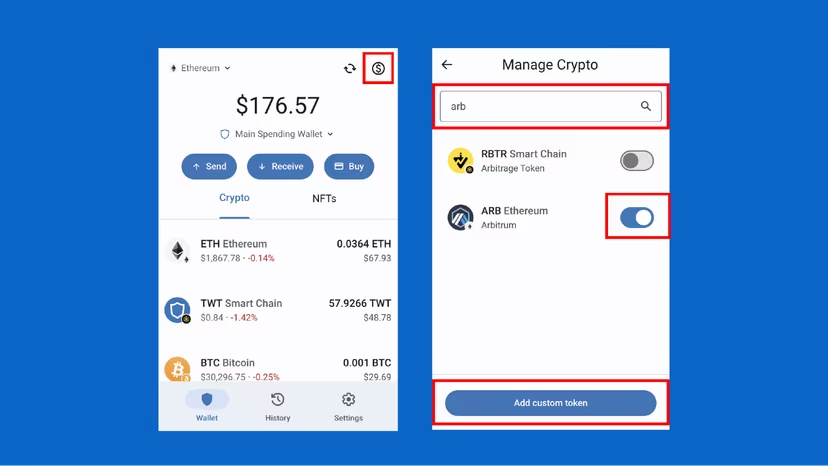 Ethereum
$176.57
Main Spending Wallet
Send
Receive
Buy
Crypto
NFTs
ETH Ethereum
0.0364 ETH
$1,867.78 · -0.14%
$67.93
TWT Smart Chain
57.9266 TWT
$0.84 · -1.42%
$48.78
BTC Bitcoin
0.001 BTC
$30,296.75 · -0.25%
$29.69
Wallet
History
Settings
Manage Crypto
arb
RBTR Smart Chain
Arbitrage Token
ARB Ethereum
Arbitrum
Add custom token